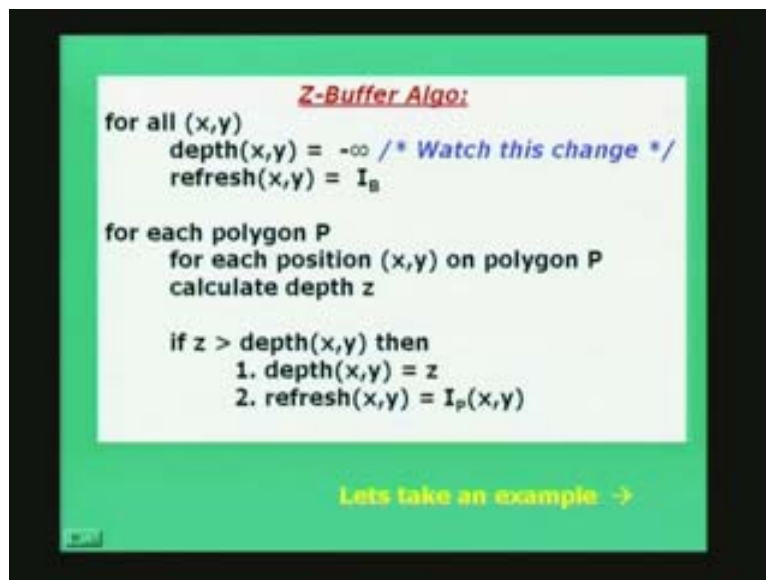 Z-Buffer Algo:
for all (x,y)
depth(x,y) = -∞ /* Watch this change */
refresh(x,y) = I_B
for each polygon P
for each position (x,y) on polygon P
calculate depth z
if z > depth(x,y) then
1. depth(x,y) = z
2. refresh(x,y) = I_P(x,y)
Lets take an example →